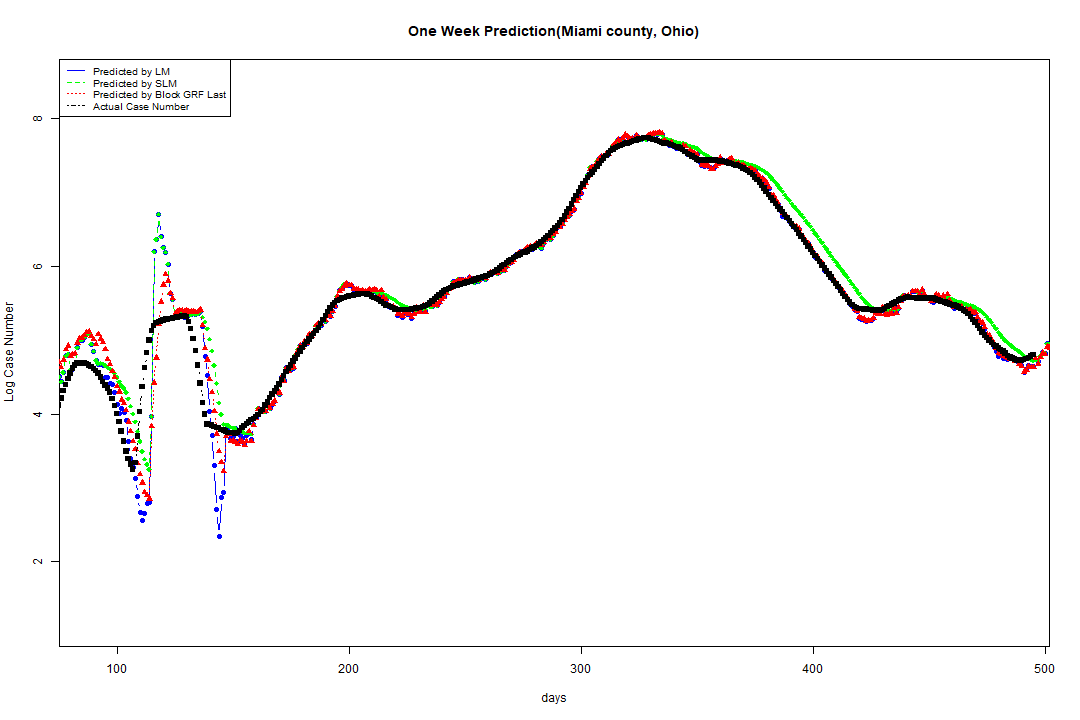 One Week Prediction(Miami county, Ohio)
Predicted by LM
Predicted by SLM
Predicted by Block GRF Last
Actual Case Number
8
6
4
2
Log Case Number
100 200 300 400 500
days